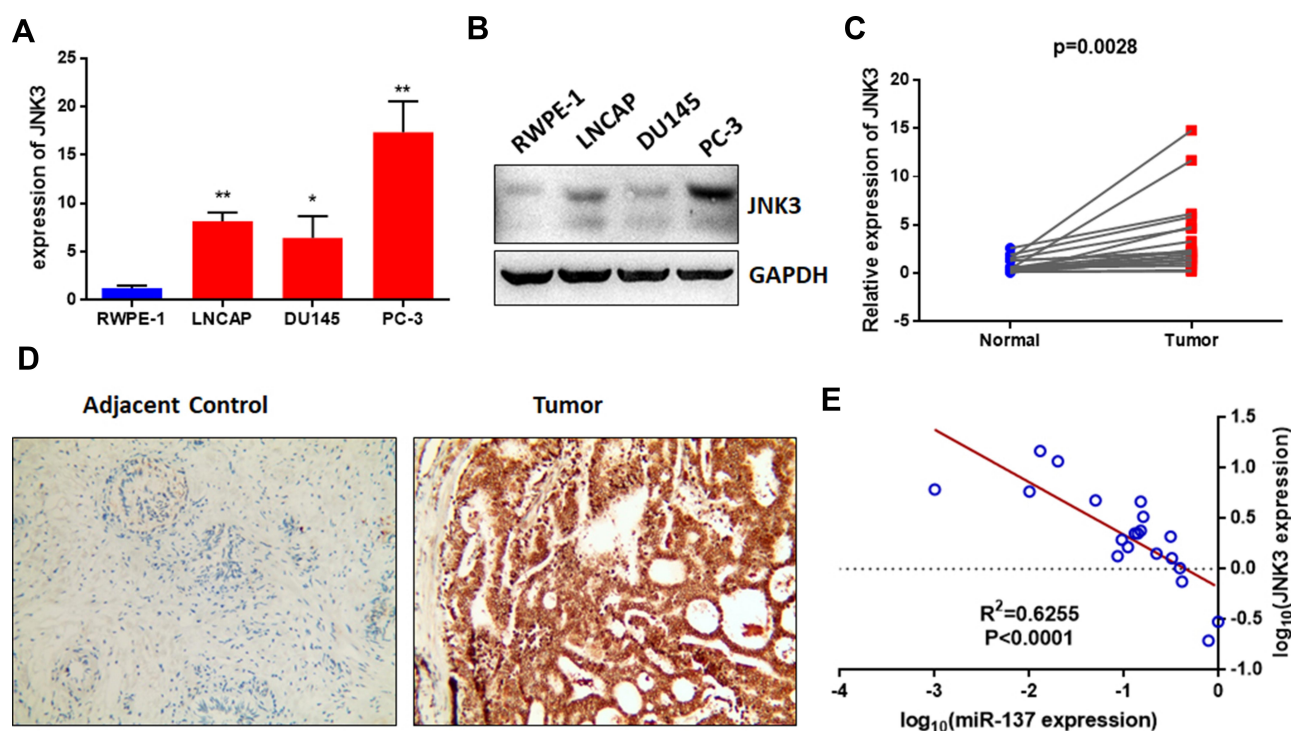 A
expression of JNK3
25
20
15
10
5
0
**
*
**
RWPE-1
LNCAP
DU145
PC-3
B
RWPE-1
LNCAP
DU145
PC-3
JNK3
GAPDH
C
p=0.0028
Relative expression of JNK3
20
15
10
5
0
-5
Normal
Tumor
D
Adjacent Control
Tumor
E
1.5
1.0
0.5
0.0
-0.5
-1.0
log10(JNK3 expression)
R2=0.6255
P<0.0001
-4
-3
-2
-1
0
log10(miR-137 expression)